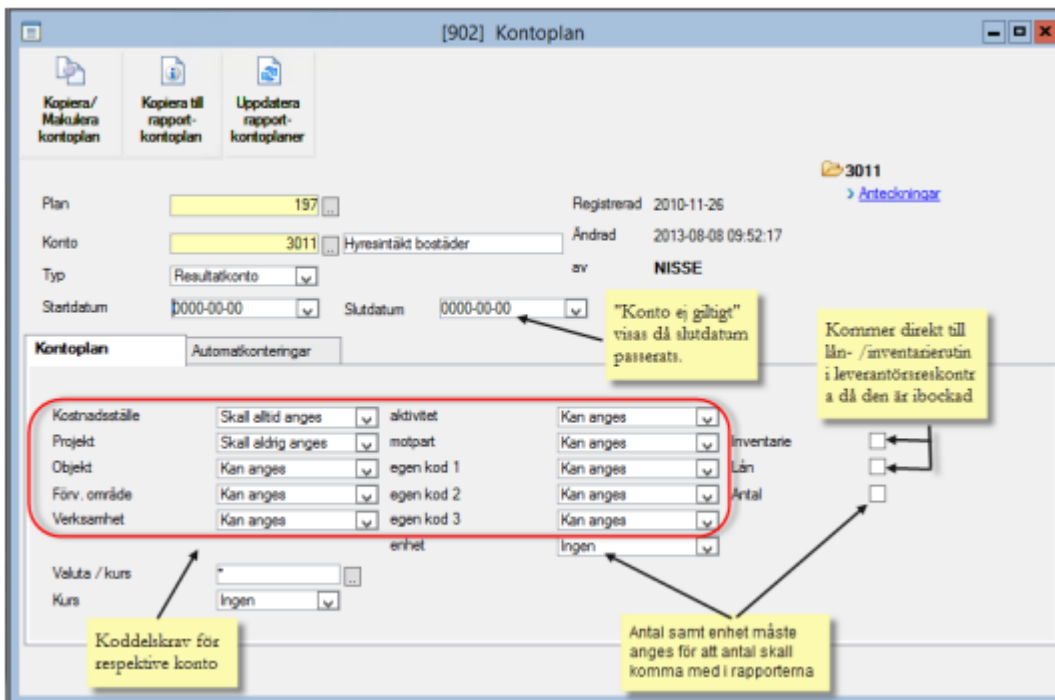 [902] Kontoplan
Kopiera/
Makulera
kontoplan
Kopiera till
rapport-
kontoplan
Uppdatera
rapport-
kontoplaner
3011
Anteckningar
Plan 197 ..
Registrerad 2010-11-26
Konto 3011 .. Hyresintäkt bostäder
Ändrad 2013-08-08 09:52:17
Typ Resultatkonto
av NISSE
Startdatum 0000-00-00 Slutdatum 0000-00-00
"Konto ej giltigt"
visas då slutdatum
passerats.
Kommer direkt till
lån- /inventarierutin
i leverantörsreskontr
a då den är ibockad
Kontoplan Automatkonteringar
Kostnadsställe Skall alltid anges aktivitet Kan anges
Projekt Skall aldrig anges motpart Kan anges Inventarie
Objekt Kan anges egen kod 1 Kan anges Lån
Förv. område Kan anges egen kod 2 Kan anges Antal
Verksamhet Kan anges egen kod 3 Kan anges
enhet Ingen
Valuta / kurs * ..
Kurs Ingen
Koddelskrav för
respektive konto
Antal samt enhet måste
anges för att antal skall
komma med i rapporterna